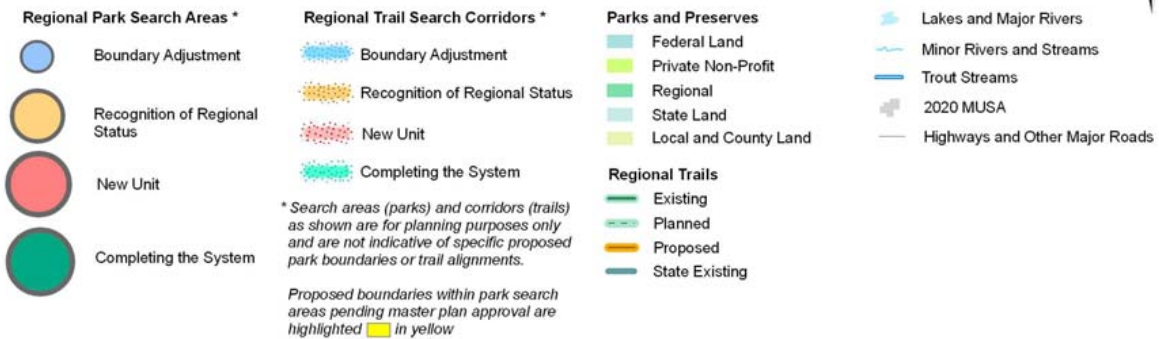 Regional Park Search Areas *
Boundary Adjustment
Recognition of Regional
Status
New Unit
Completing the System
Regional Trail Search Corridors *
Boundary Adjustment
Recognition of Regional Status
New Unit
Completing the System
* Search areas (parks) and corridors (trails)
as shown are for planning purposes only
and are not indicative of specific proposed
park boundaries or trail alignments.
Proposed boundaries within park search
areas pending master plan approval are
highlighted in yellow
Parks and Preserves
Federal Land
Private Non-Profit
Regional
State Land
Local and County Land
Regional Trails
Existing
Planned
Proposed
State Existing
Lakes and Major Rivers
Minor Rivers and Streams
Trout Streams
2020 MUSA
Highways and Other Major Roads